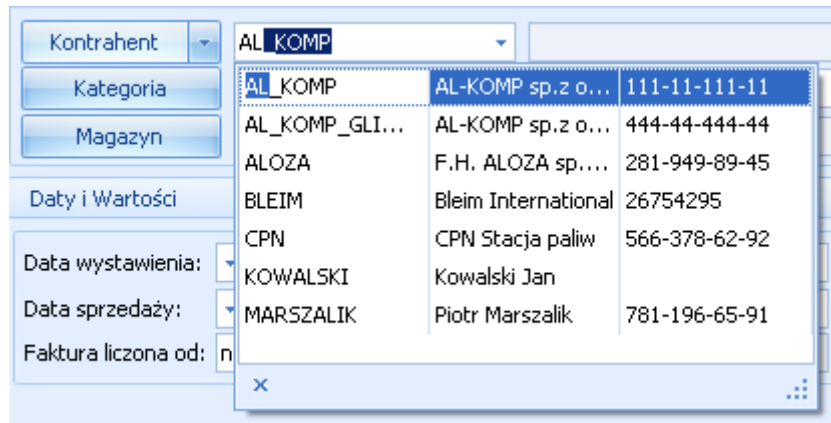 Kontrahent AL_KOMP
Kategoria AL_KOMP AL-KOMP sp.z o... 111-11-111-11
Magazyn AL_KOMP_GLI... AL-KOMP sp.z o... 444-44-444-44
ALOZA F.H. ALOZA sp.... 281-949-89-45
Daty i Wartości BLEIM Bleim International 26754295
CPN CPN Stacja paliw 566-378-62-92
Data wystawienia: KOWALSKI Kowalski Jan
Data sprzedaży: MARSZALIK Piotr Marszalik 781-196-65-91
Faktura liczona od: n